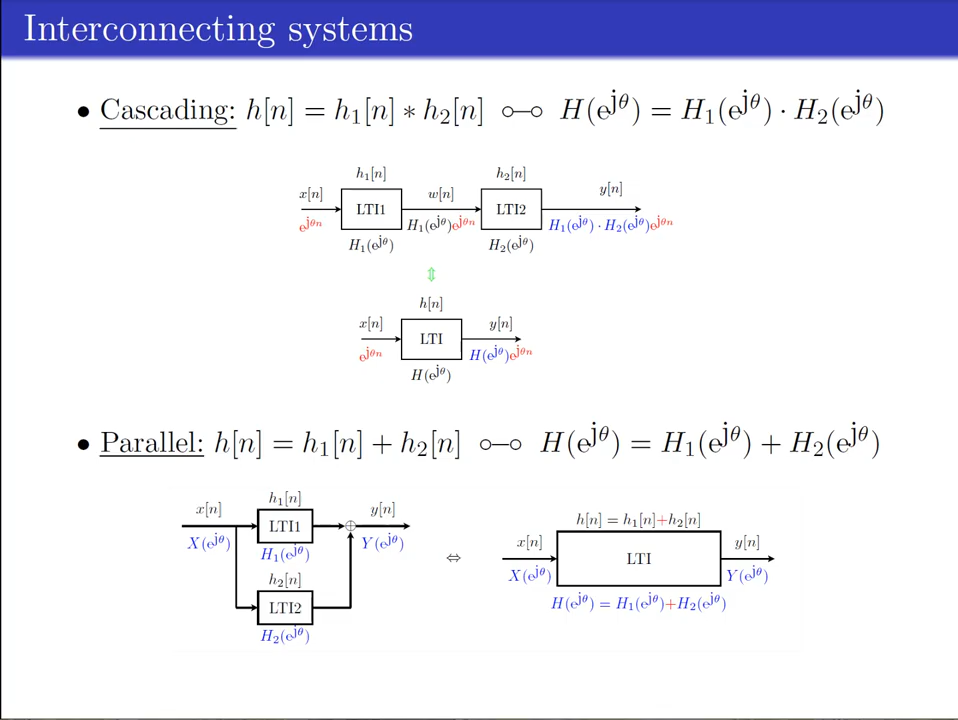 Interconnecting systems
• Cascading: h[n] = h₁[n] ∗ h₂[n] ○─○ H(e^{jθ}) = H₁(e^{jθ}) · H₂(e^{jθ})
h₁[n] h₂[n]
x[n] w[n] y[n]
LTI1 LTI2
e^{jθn} H₁(e^{jθ})e^{jθn} H₁(e^{jθ}) · H₂(e^{jθ})e^{jθn}
H₁(e^{jθ}) H₂(e^{jθ})
⇕
h[n]
x[n] y[n]
LTI
e^{jθn} H(e^{jθ})e^{jθn}
H(e^{jθ})
• Parallel: h[n] = h₁[n] + h₂[n] ○─○ H(e^{jθ}) = H₁(e^{jθ}) + H₂(e^{jθ})
h₁[n]
x[n] y[n]
LTI1 ⊕
X(e^{jθ}) Y(e^{jθ})
H₁(e^{jθ})
h₂[n]
LTI2
H₂(e^{jθ})
⇔
h[n] = h₁[n]+h₂[n]
x[n] y[n]
LTI
X(e^{jθ}) Y(e^{jθ})
H(e^{jθ}) = H₁(e^{jθ})+H₂(e^{jθ})